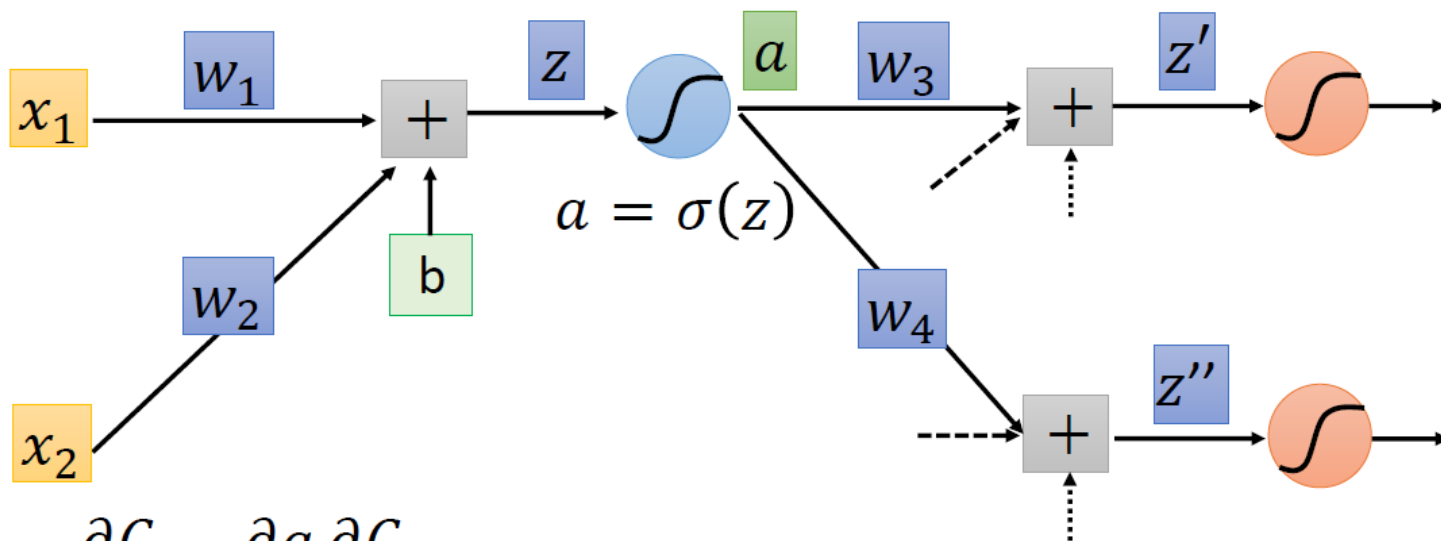 w₁ z a w₃ z′
x₁ + +
a = σ(z)
b
w₂ w₄
z′′
x₂ +
∂C ∂a ∂C